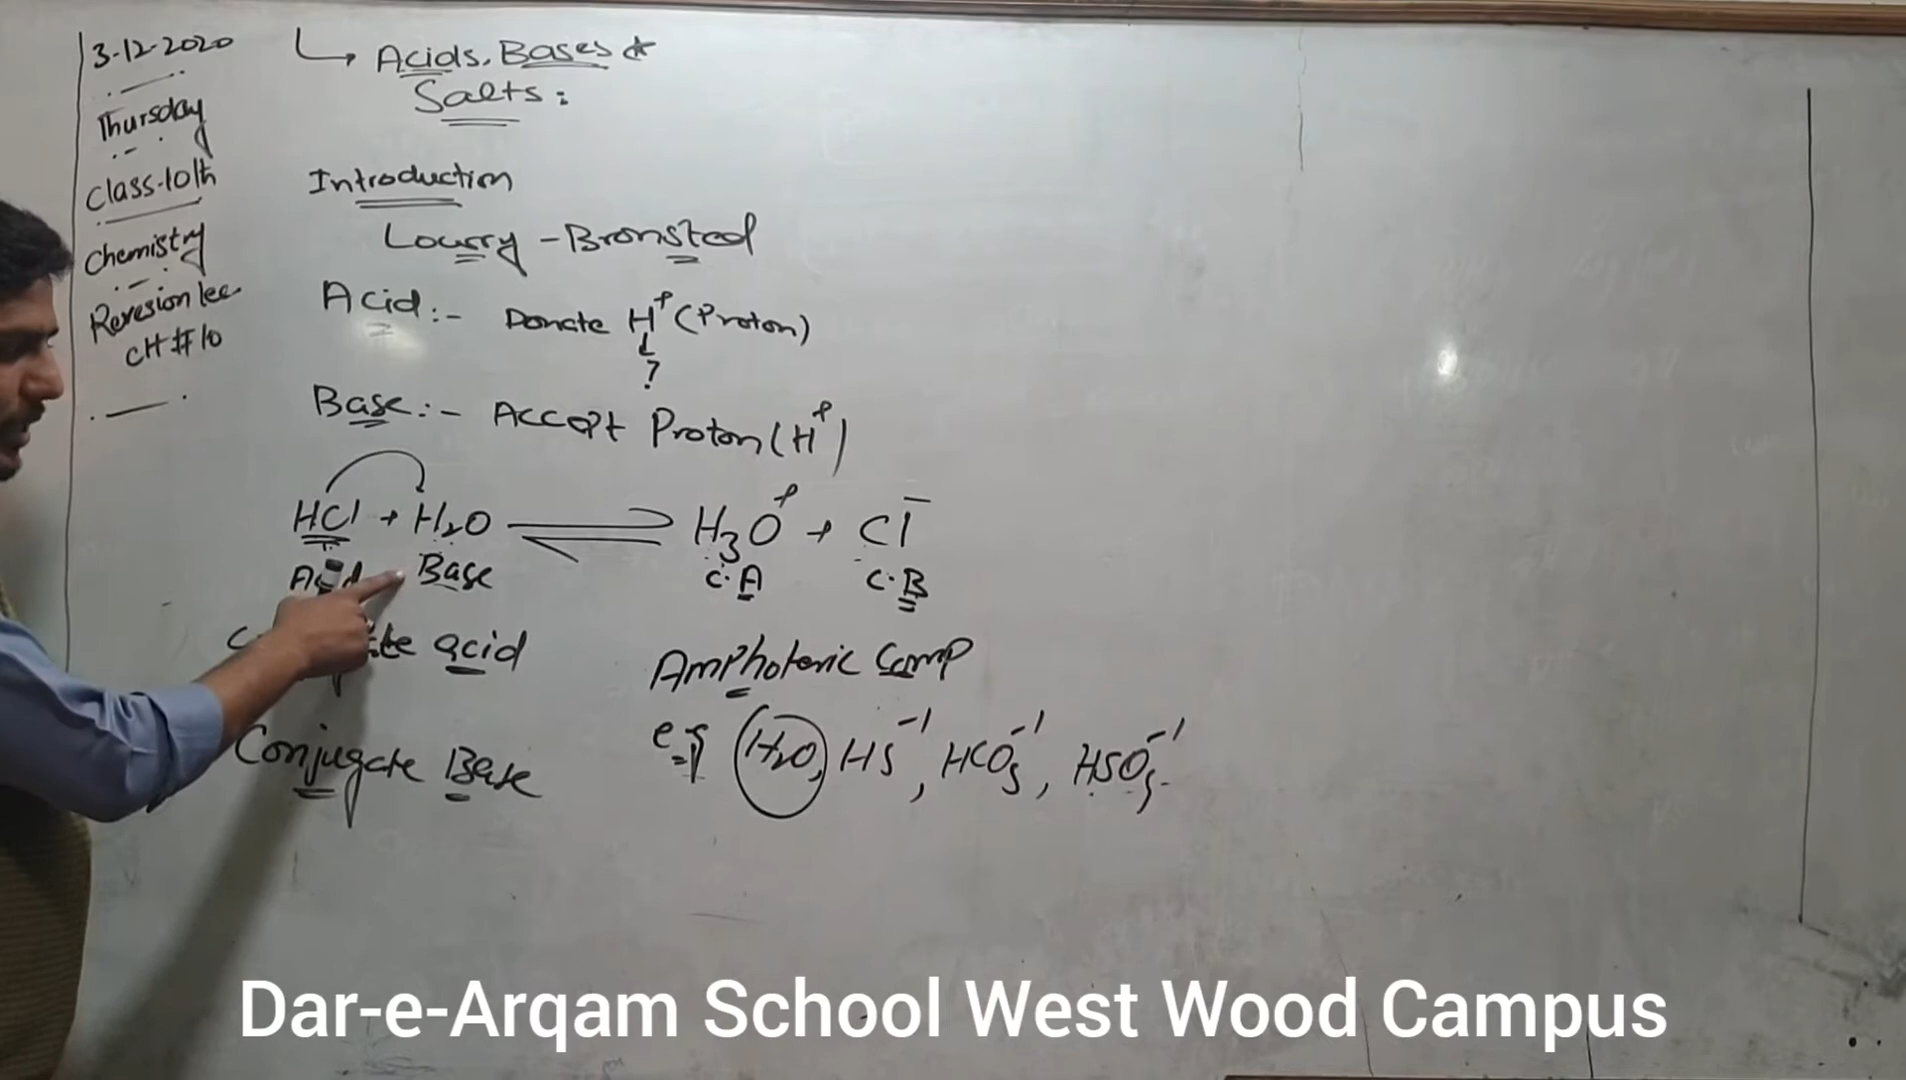 3-12-2020
Thursday
Class-10th
Chemistry
Revesion lec
CH#10
↳ Acids, Bases &
Salts:
Introduction
Lowry - Bronsted
Acid:- Donate H⁺ (Proton)
↓
?
Base:- Accept Proton (H⁺)
HCl + H₂O ⇌ H₃O⁺ + Cl⁻
Acid Base C.A C.B
acid
Conjugate Base
Amphoteric Comp
e.g H₂O, HS⁻¹, HCO₃⁻¹, HSO₃⁻¹
Dar-e-Arqam School West Wood Campus